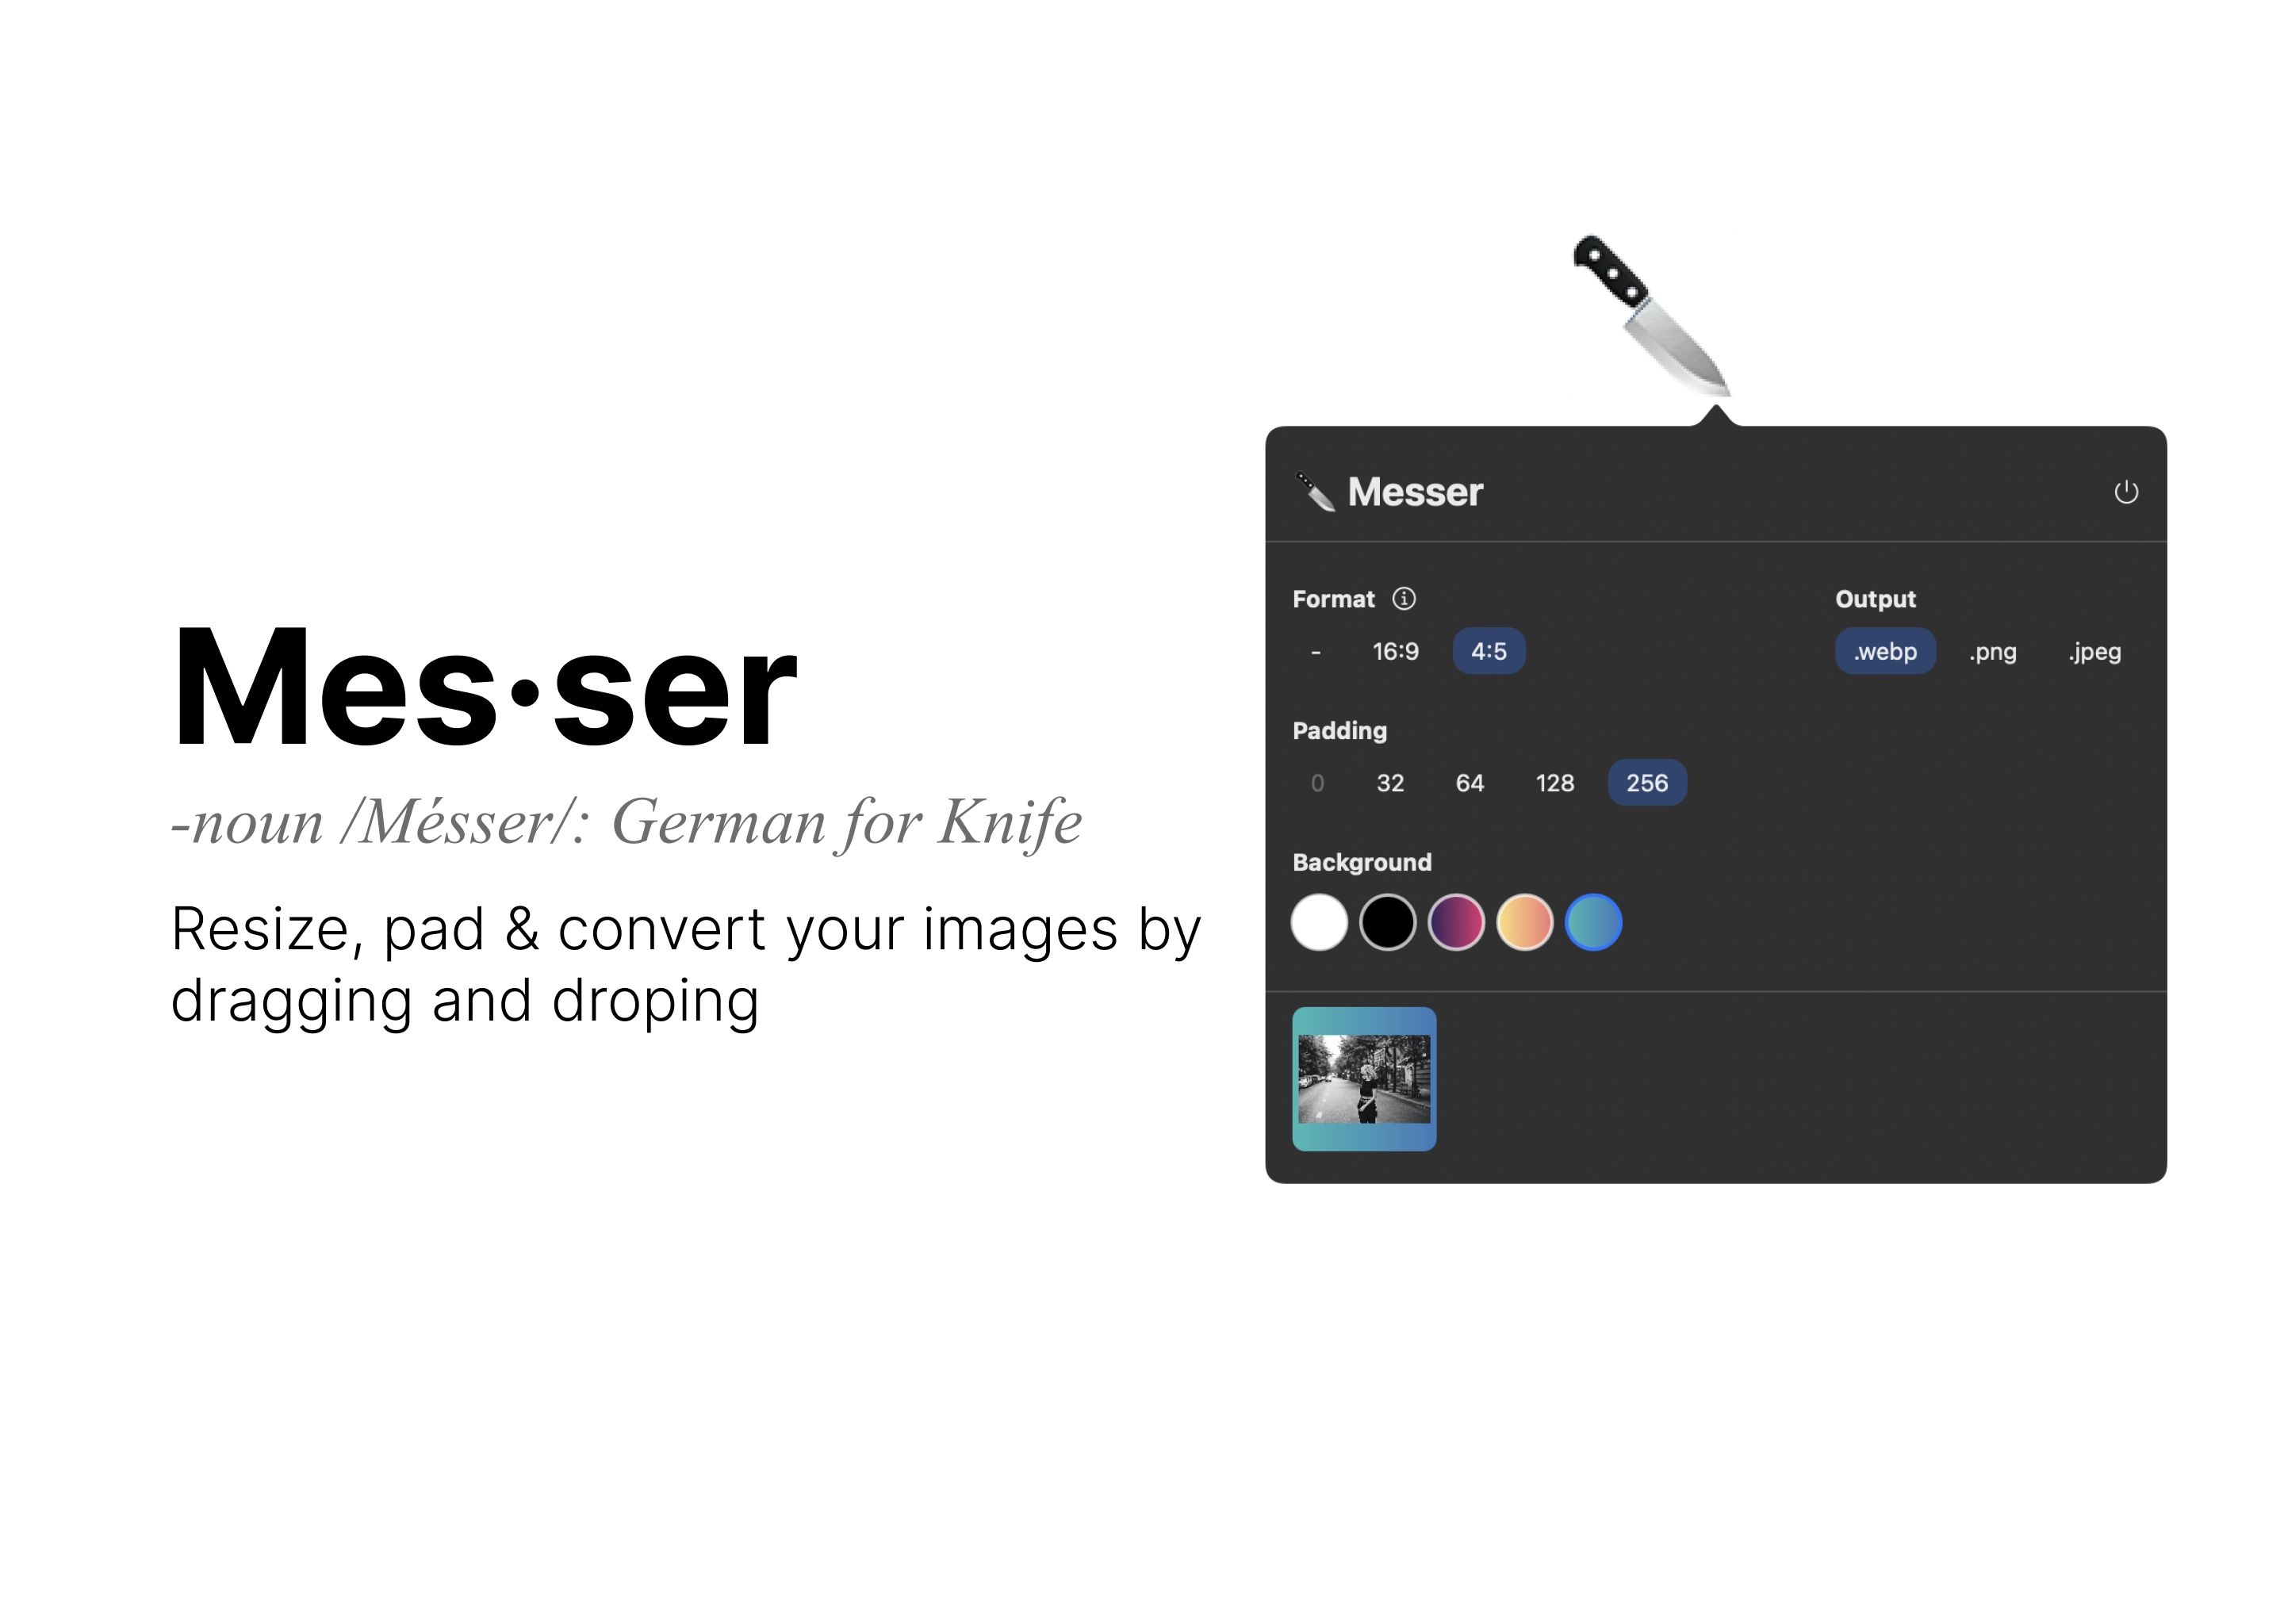 Mes·ser
-noun /Mésser/: German for Knife
Resize, pad & convert your images by
dragging and droping
Messer
Format
Output
- 16:9 4:5
.webp .png .jpeg
Padding
0 32 64 128 256
Background